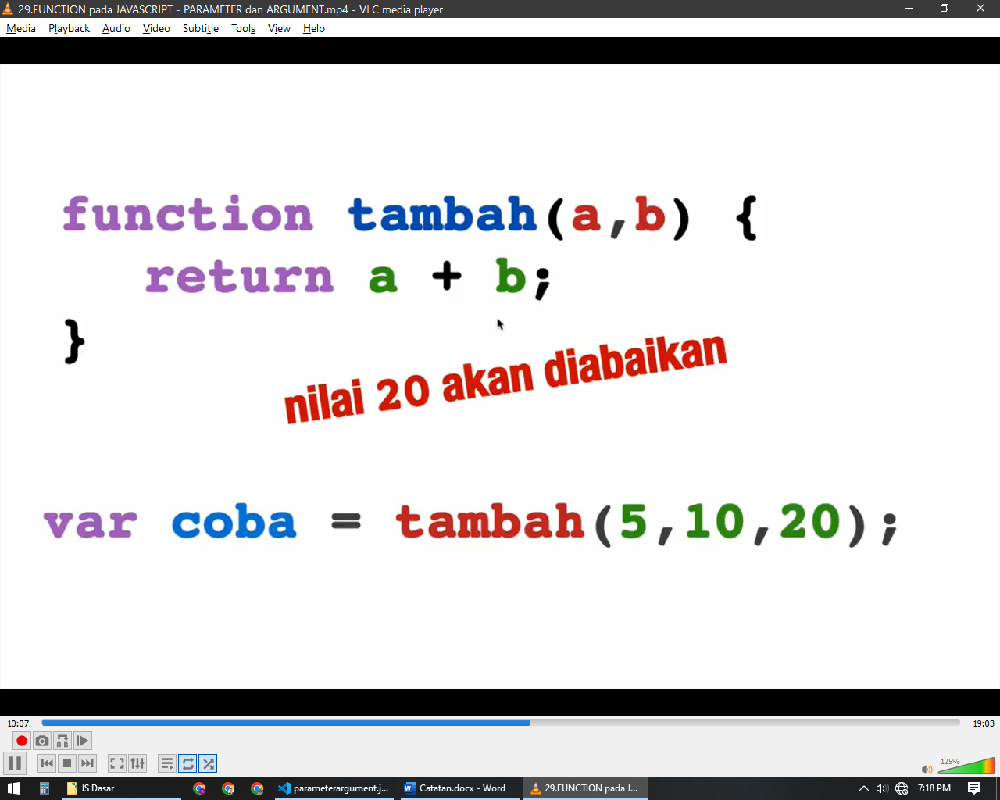 29.FUNCTION pada JAVASCRIPT - PARAMETER dan ARGUMENT.mp4 - VLC media player
Media Playback Audio Video Subtitle Tools View Help
function tambah(a,b) {
return a + b;
}
nilai 20 akan diabaikan
var coba = tambah(5,10,20);
10:07
19:03
A B
125%
JS Dasar
parameterargument.j...
W
Catatan.docx - Word
29.FUNCTION pada J...
7:18 PM